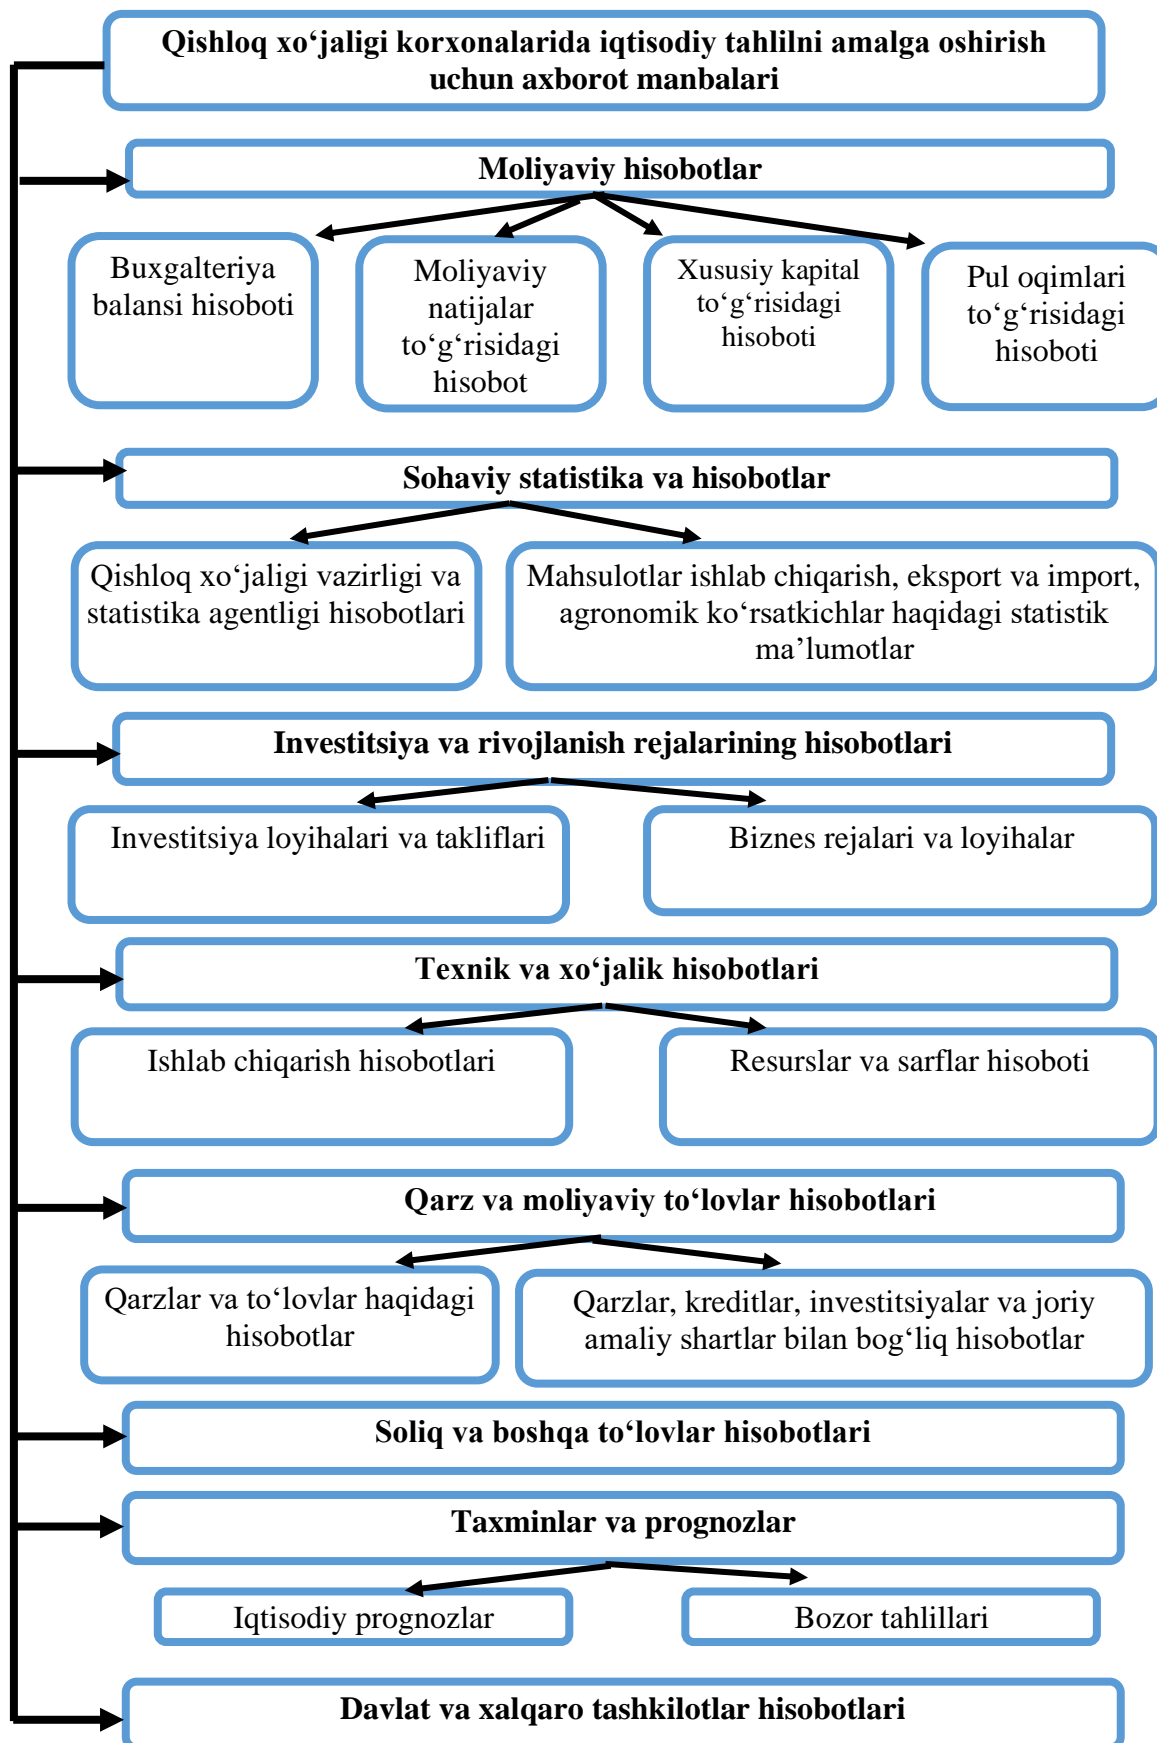 Qishloq xo‘jaligi korxonalarida iqtisodiy tahlilni amalga oshirish
uchun axborot manbalari
Moliyaviy hisobotlar
Buxgalteriya
balansi hisoboti
Moliyaviy
natijalar
to‘g‘risidagi
hisobot
Xususiy kapital
to‘g‘risidagi
hisoboti
Pul oqimlari
to‘g‘risidagi
hisoboti
Sohaviy statistika va hisobotlar
Qishloq xo‘jaligi vazirligi va
statistika agentligi hisobotlari
Mahsulotlar ishlab chiqarish, eksport va import,
agronomik ko‘rsatkichlar haqidagi statistik
ma’lumotlar
Investitsiya va rivojlanish rejalarining hisobotlari
Investitsiya loyihalari va takliflari
Biznes rejalari va loyihalar
Texnik va xo‘jalik hisobotlari
Ishlab chiqarish hisobotlari
Resurslar va sarflar hisoboti
Qarz va moliyaviy to‘lovlar hisobotlari
Qarzlar va to‘lovlar haqidagi
hisobotlar
Qarzlar, kreditlar, investitsiyalar va joriy
amaliy shartlar bilan bog‘liq hisobotlar
Soliq va boshqa to‘lovlar hisobotlari
Taxminlar va prognozlar
Iqtisodiy prognozlar
Bozor tahlillari
Davlat va xalqaro tashkilotlar hisobotlari